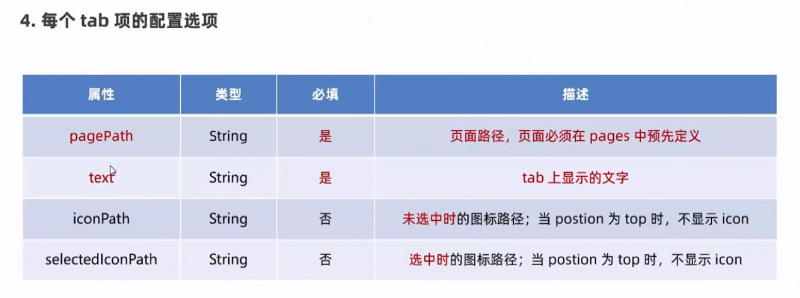 4. 每个 tab 项的配置选项
属性 类型 必填 描述
pagePath String 是 页面路径，页面必须在 pages 中预先定义
text String 是 tab 上显示的文字
iconPath String 否 未选中时的图标路径；当 postion 为 top 时，不显示 icon
selectedIconPath String 否 选中时的图标路径；当 postion 为 top 时，不显示 icon